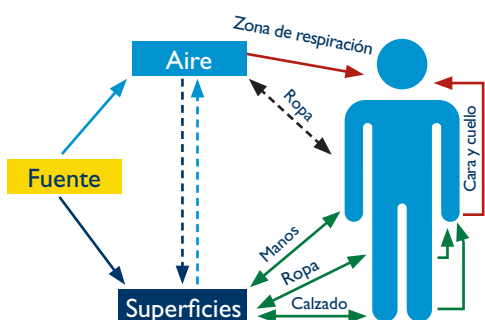 Zona de respiración
Aire
Ropa
Cara y cuello
Fuente
Manos
Ropa
Superficies
Calzado